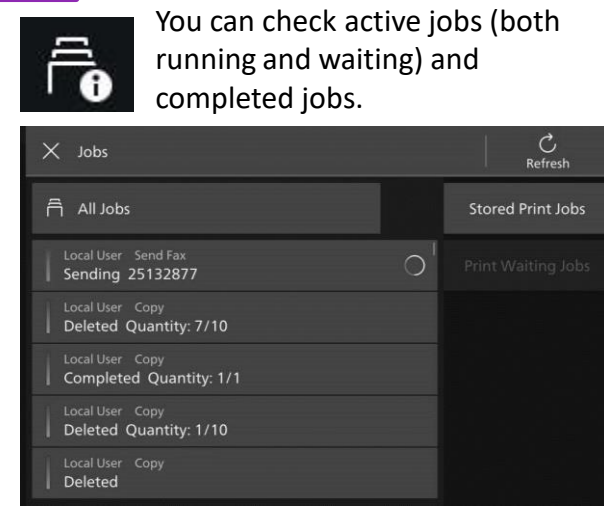 You can check active jobs (both
running and waiting) and
completed jobs.
Jobs
Refresh
All Jobs
Stored Print Jobs
Local User Send Fax
Sending 25132877
Print Waiting Jobs
Local User Copy
Deleted Quantity: 7/10
Local User Copy
Completed Quantity: 1/1
Local User Copy
Deleted Quantity: 1/10
Local User Copy
Deleted